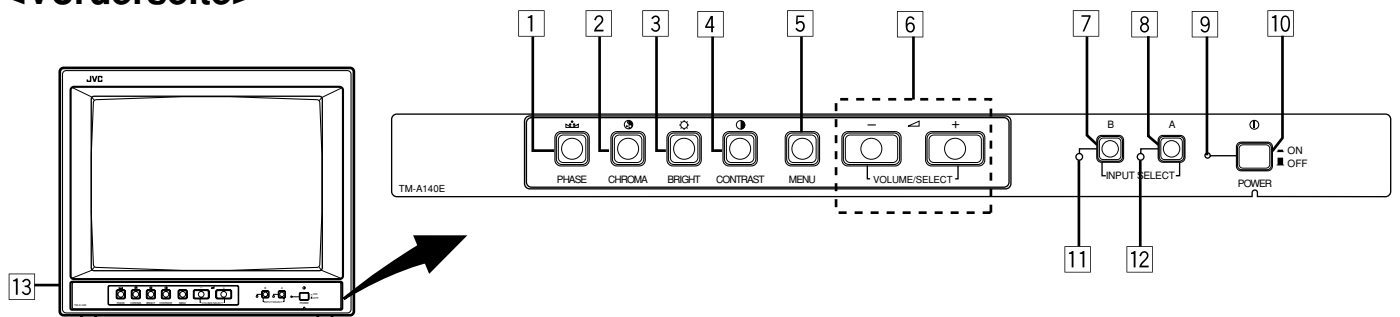 <Vorderseite>
1 2 3 4 5 6 7 8 9 10
JVC
B A
− +
ON
OFF
PHASE CHROMA BRIGHT CONTRAST MENU VOLUME/SELECT INPUT SELECT POWER
TM-A140E
11 12
13